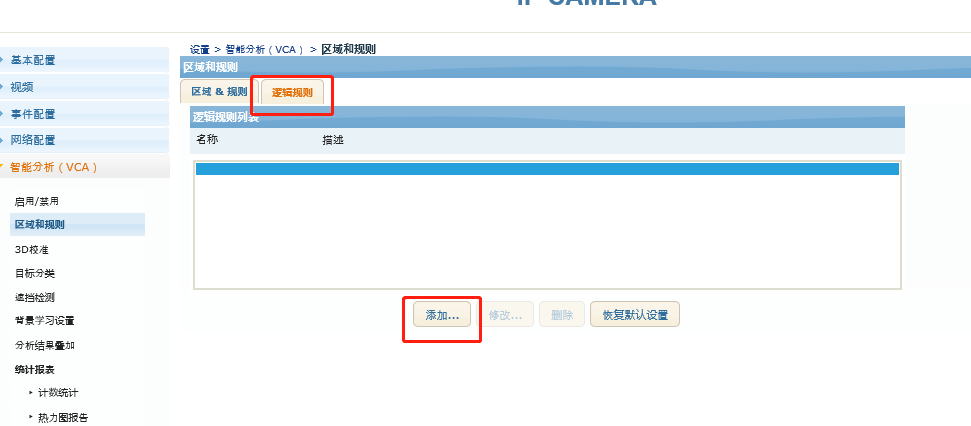 IP CAMERA
设置 > 智能分析（VCA） > 区域和规则
基本配置
视频
事件配置
网络配置
智能分析（VCA）
启用/禁用
区域和规则
3D校准
目标分类
遮挡检测
背景学习设置
分析结果叠加
统计报表
计数统计
热力图报告
区域和规则
区域 & 规则 逻辑规则
逻辑规则列表
名称 描述
添加... 修改... 删除 恢复默认设置